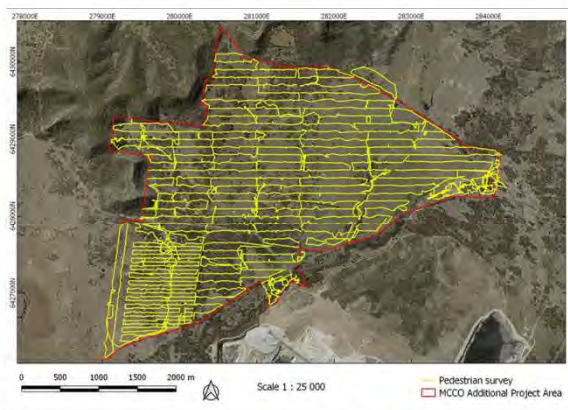 278000E 279000E 280000E 281000E 282000E 283000E 284000E
6430000N
6429000N
6428000N
6427000N
0 500 1000 1500 2000 m
Scale 1 : 25 000
Pedestrian survey
MCCO Additional Project Area